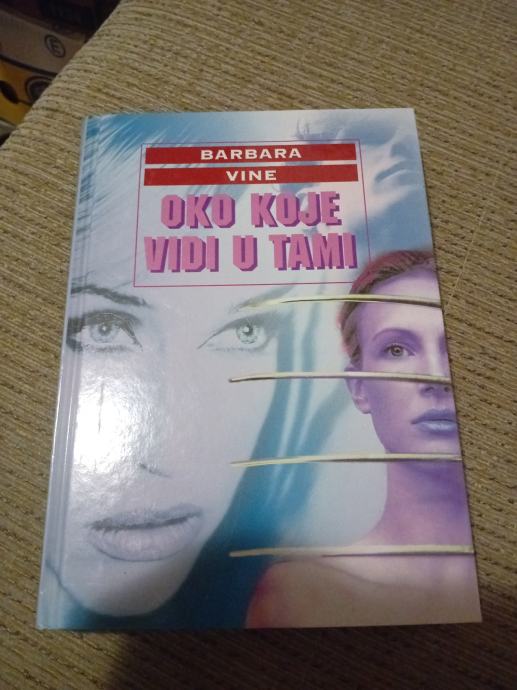 BARBARA
VINE
OKO KOJE
VIDI U TAMI
E